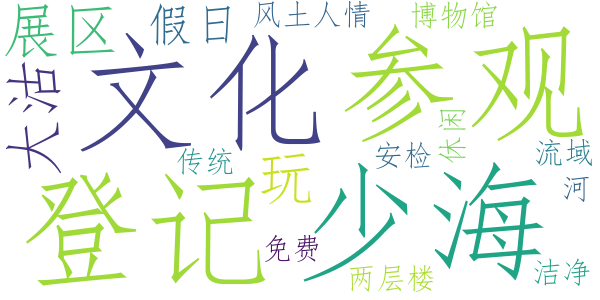 展区
假日
风土人情
博物馆
大沽
文化
参观
休闲
传统
玩
安检
流域
河
登记
少海
免费
两层楼
洁净